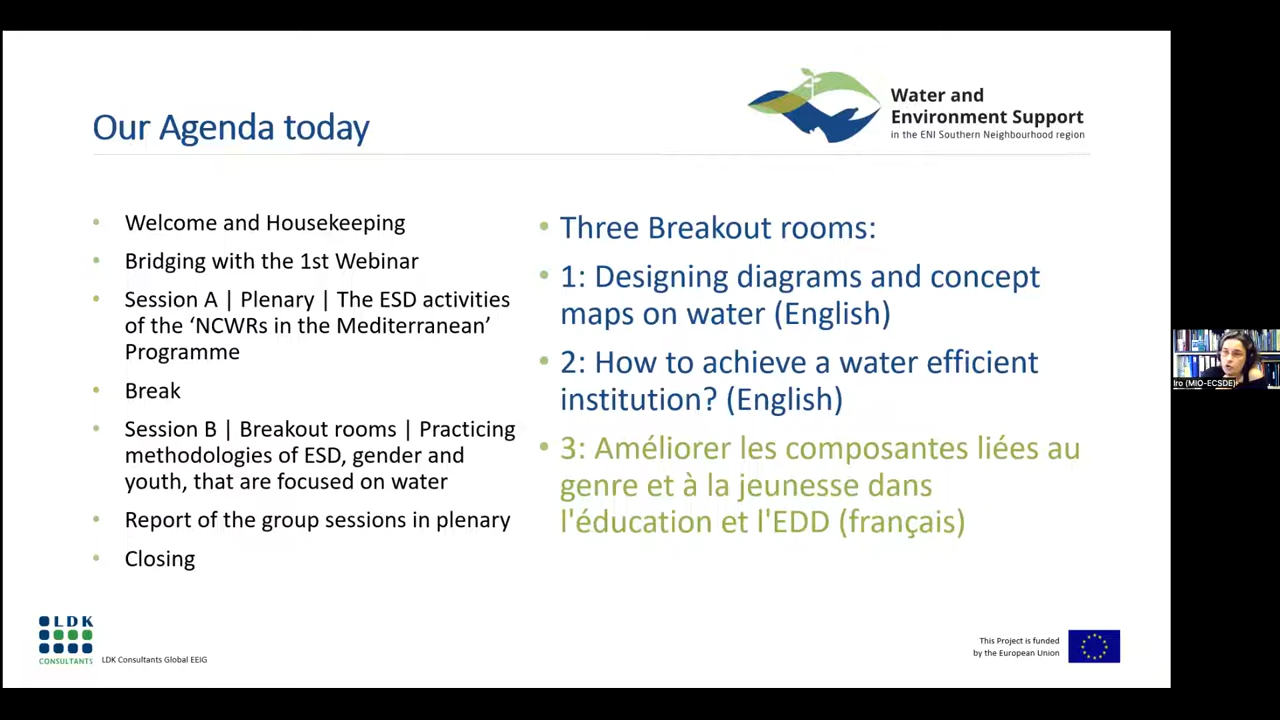 Our Agenda today
Water and
Environment Support
in the ENI Southern Neighbourhood region
• Welcome and Housekeeping
• Bridging with the 1st Webinar
• Session A | Plenary | The ESD activities
of the ‘NCWRs in the Mediterranean’
Programme
• Break
• Session B | Breakout rooms | Practicing
methodologies of ESD, gender and
youth, that are focused on water
• Report of the group sessions in plenary
• Closing
• Three Breakout rooms:
• 1: Designing diagrams and concept
maps on water (English)
• 2: How to achieve a water efficient
institution? (English)
• 3: Améliorer les composantes liées au
genre et à la jeunesse dans
l'éducation et l'EDD (français)
Iro (MIO-ECSDE)
LDK
CONSULTANTS
LDK Consultants Global EEIG
This Project is funded
by the European Union